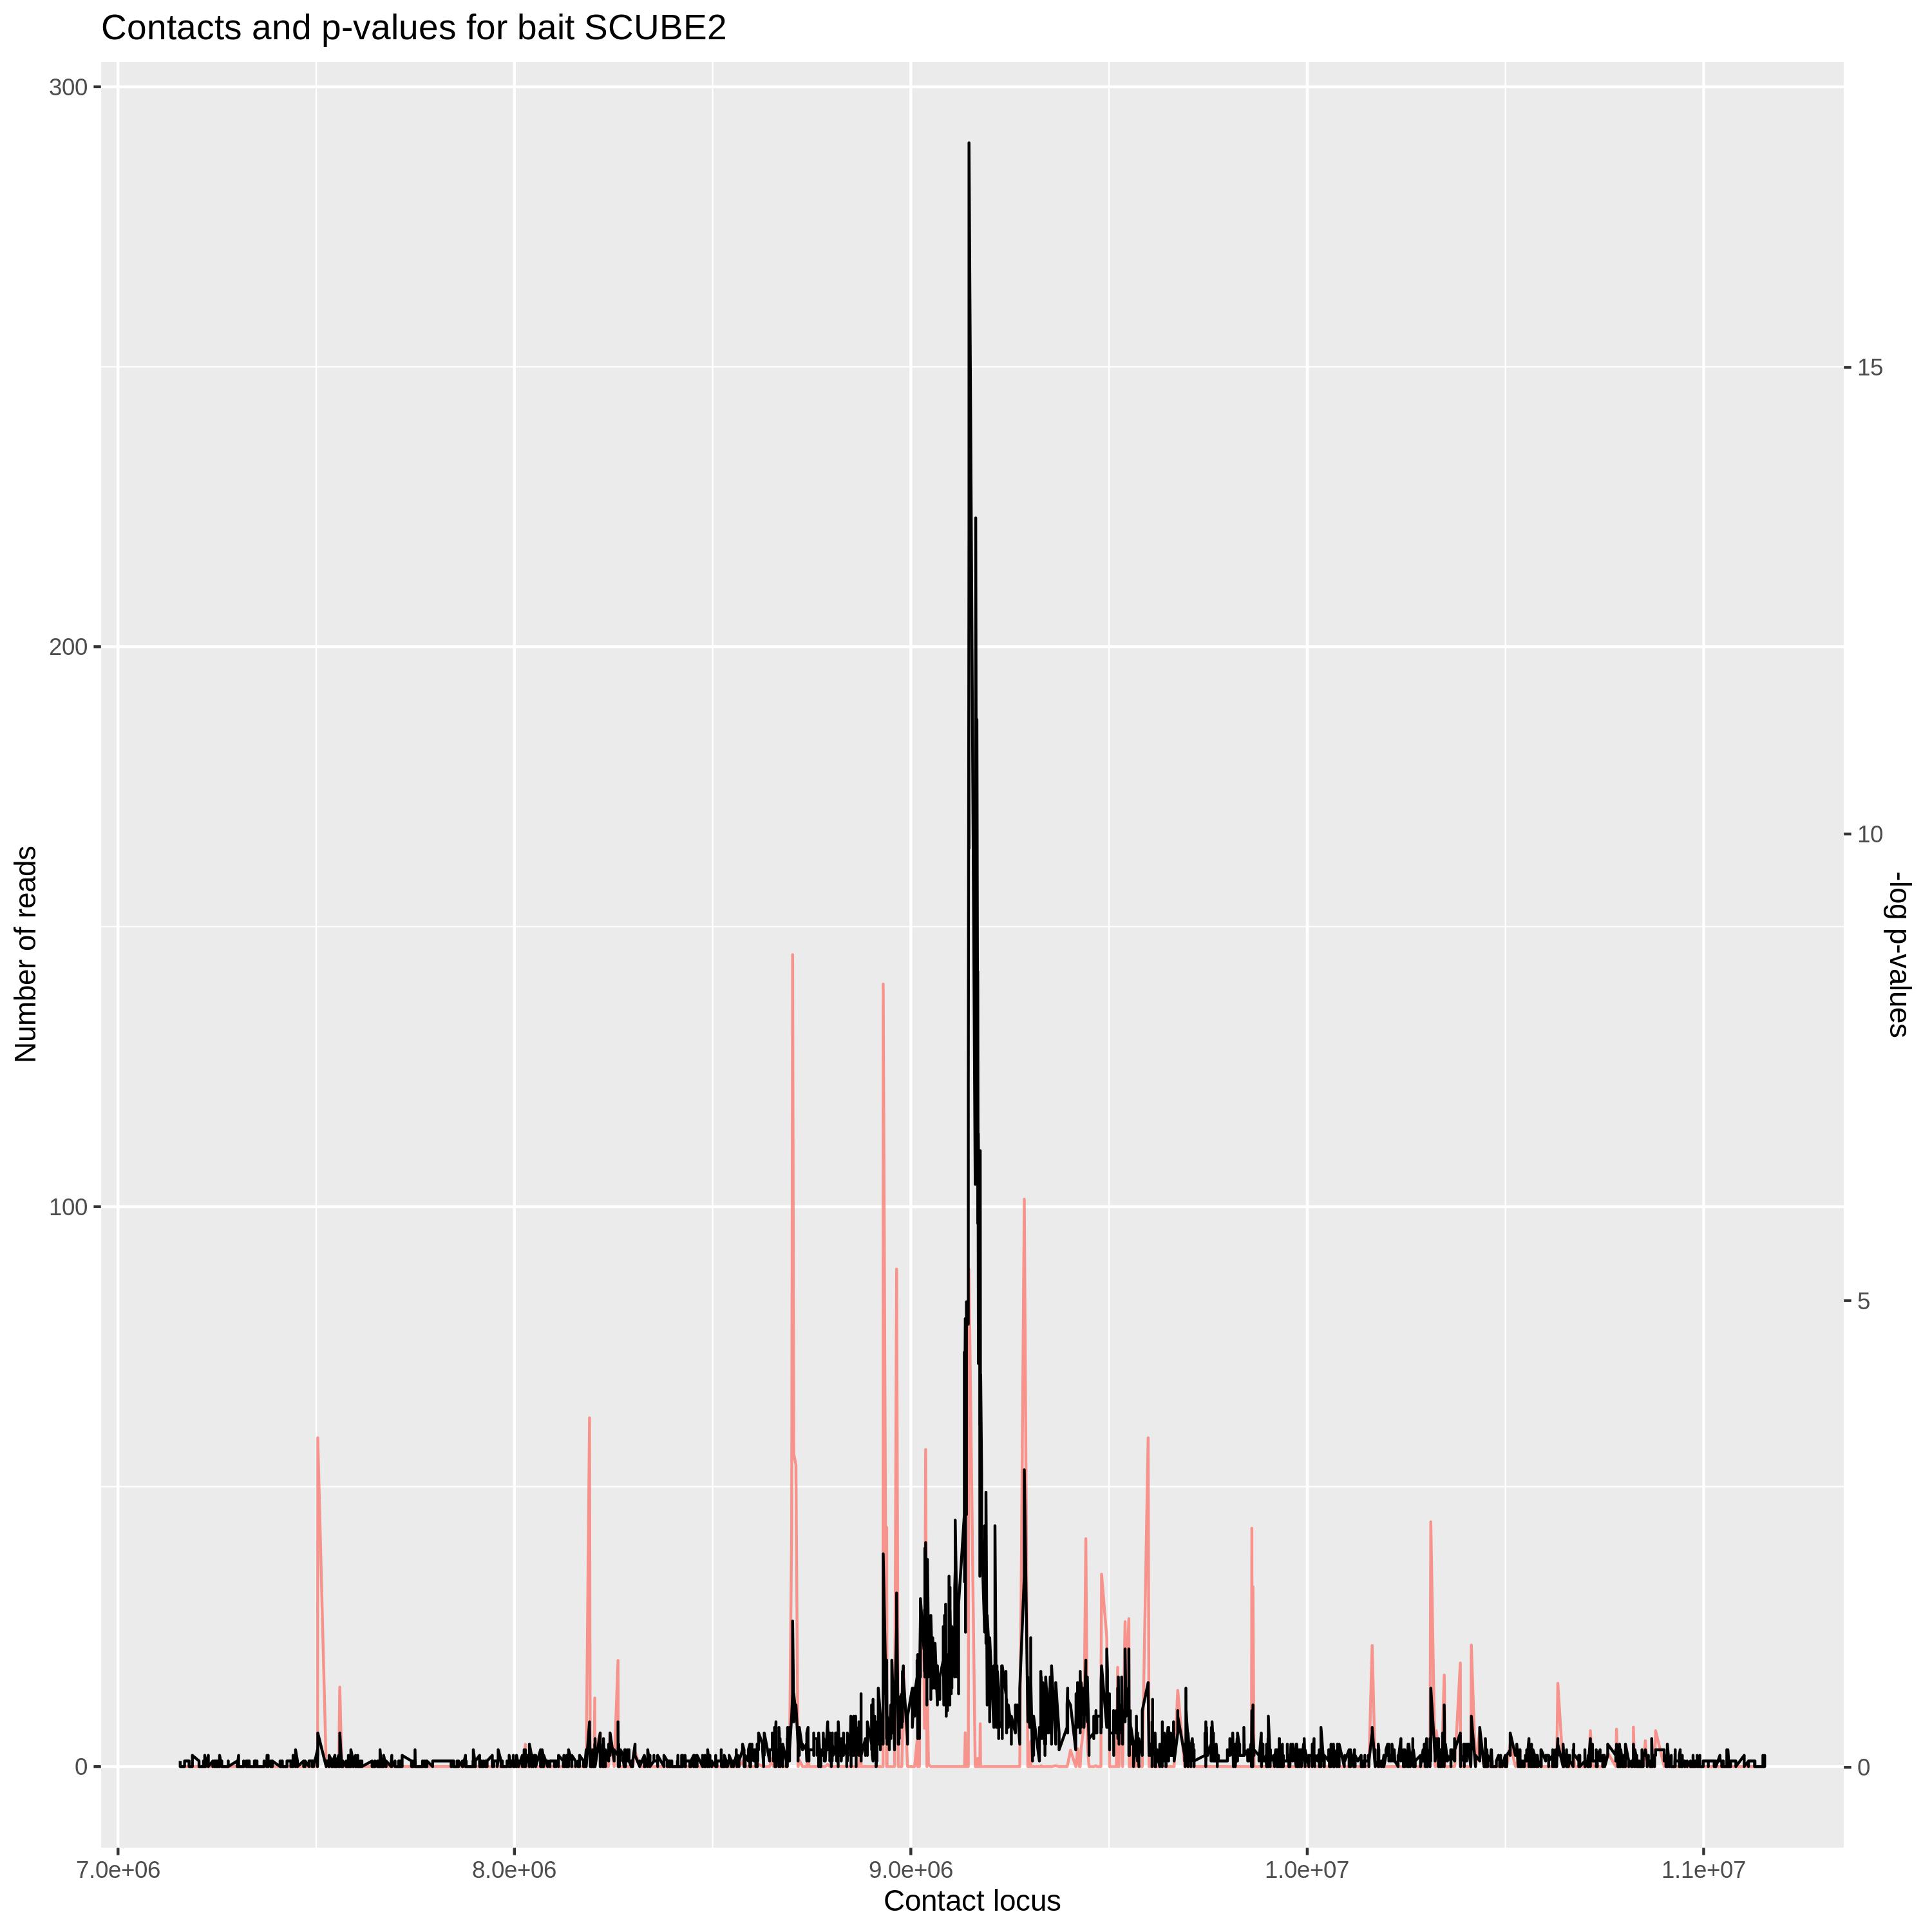 Contacts and p-values for bait SCUBE2
300
200
100
0
Number of reads
15
10
5
0
-log p-values
7.0e+06 8.0e+06 9.0e+06 1.0e+07 1.1e+07
Contact locus